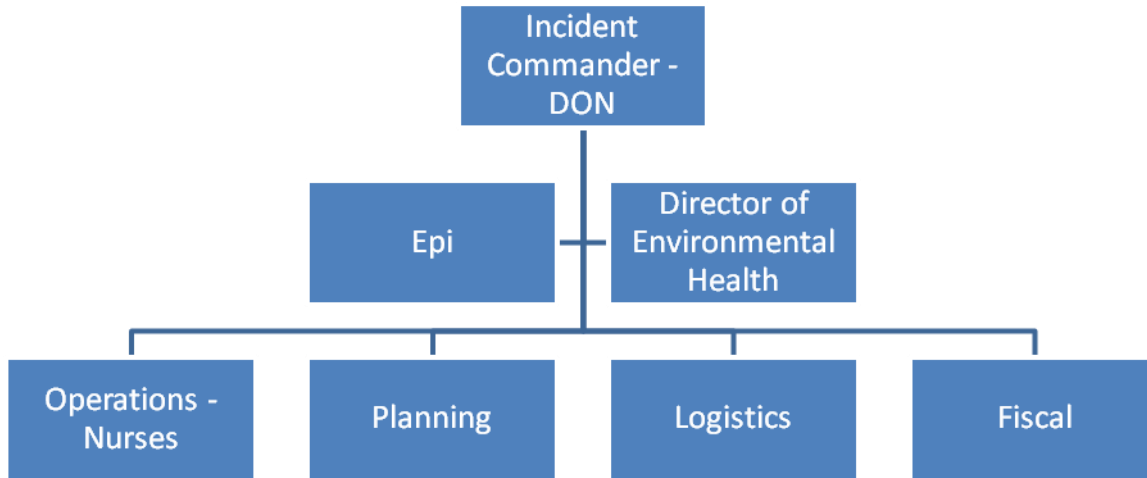 Incident
Commander -
DON
Epi
Director of
Environmental
Health
Operations -
Nurses
Planning
Logistics
Fiscal